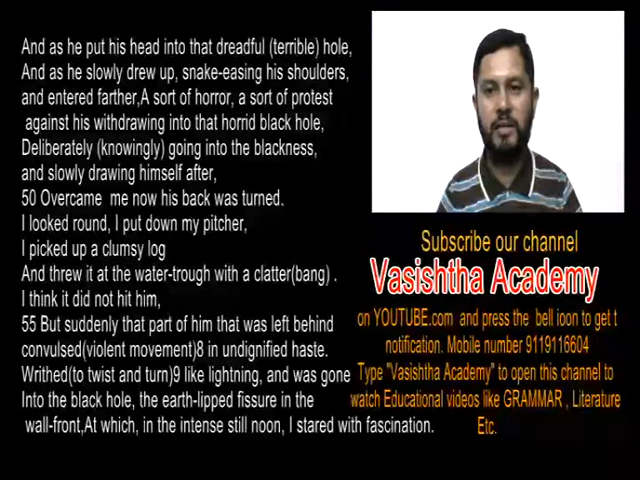 And as he put his head into that dreadful (terrible) hole,
And as he slowly drew up, snake-easing his shoulders,
and entered farther,A sort of horror, a sort of protest
against his withdrawing into that horrid black hole,
Deliberately (knowingly) going into the blackness,
and slowly drawing himself after,
50 Overcame me now his back was turned.
I looked round, I put down my pitcher,
I picked up a clumsy log
And threw it at the water-trough with a clatter(bang) .
I think it did not hit him,
55 But suddenly that part of him that was left behind
convulsed(violent movement)8 in undignified haste.
Writhed(to twist and turn)9 like lightning, and was gone
Into the black hole, the earth-lipped fissure in the
wall-front,At which, in the intense still noon, I stared with fascination.
Subscribe our channel
Vasishtha Academy
on YOUTUBE.com and press the bell ioon to get t
notification. Mobile number 9119116604
Type "Vasishtha Academy" to open this channel to
watch Educational videos like GRAMMAR , Literature
Etc.